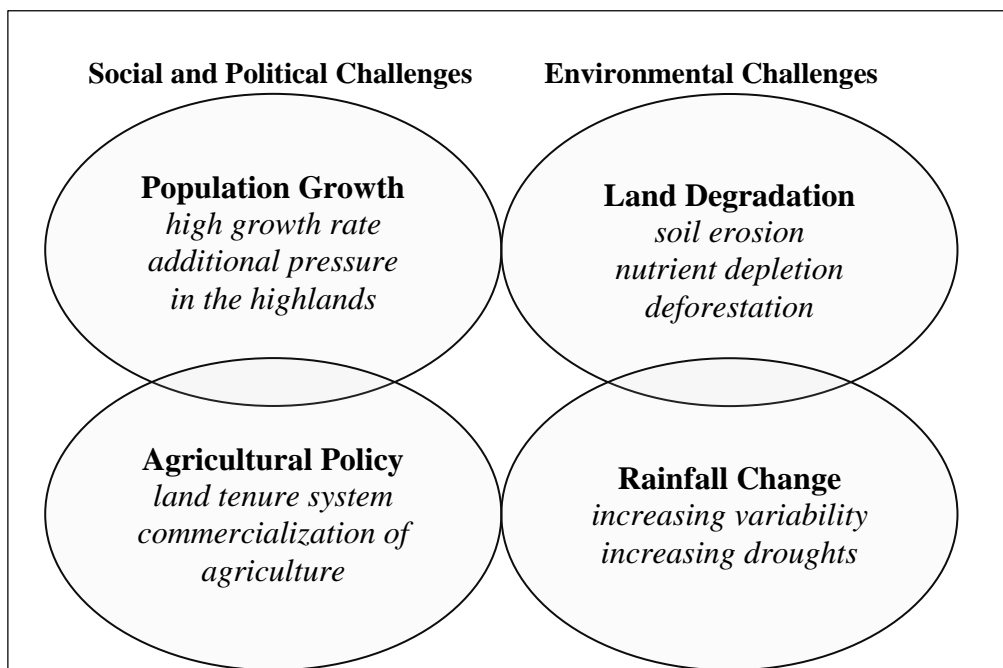 Social and Political Challenges
Environmental Challenges
Population Growth
high growth rate
additional pressure
in the highlands
Land Degradation
soil erosion
nutrient depletion
deforestation
Agricultural Policy
land tenure system
commercialization of
agriculture
Rainfall Change
increasing variability
increasing droughts